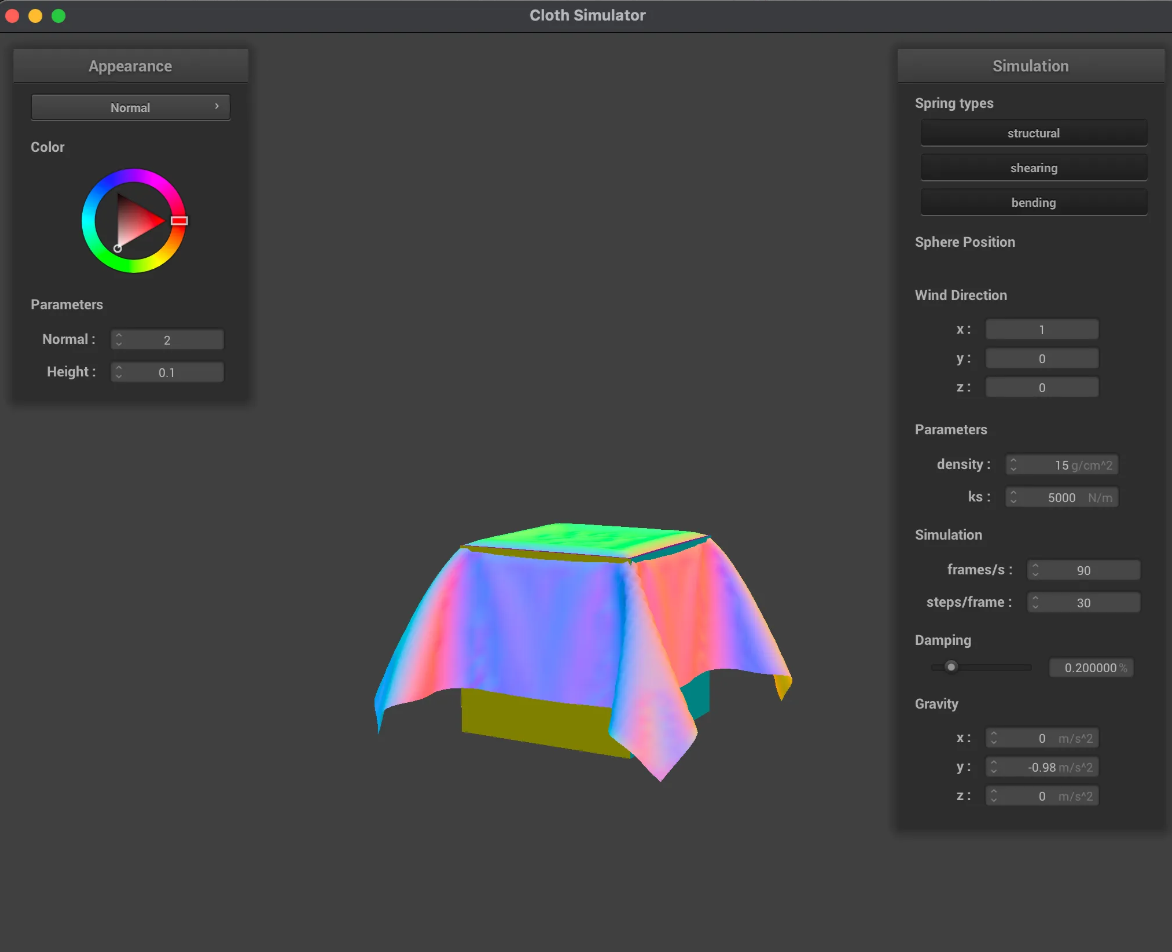 Cloth Simulator
Appearance
Normal ›
Color
Parameters
Normal : 2
Height : 0.1
Simulation
Spring types
structural
shearing
bending
Sphere Position
Wind Direction
x : 1
y : 0
z : 0
Parameters
density : 15 g/cm^2
ks : 5000 N/m
Simulation
frames/s : 90
steps/frame : 30
Damping
0.200000 %
Gravity
x : 0 m/s^2
y : -0.98 m/s^2
z : 0 m/s^2